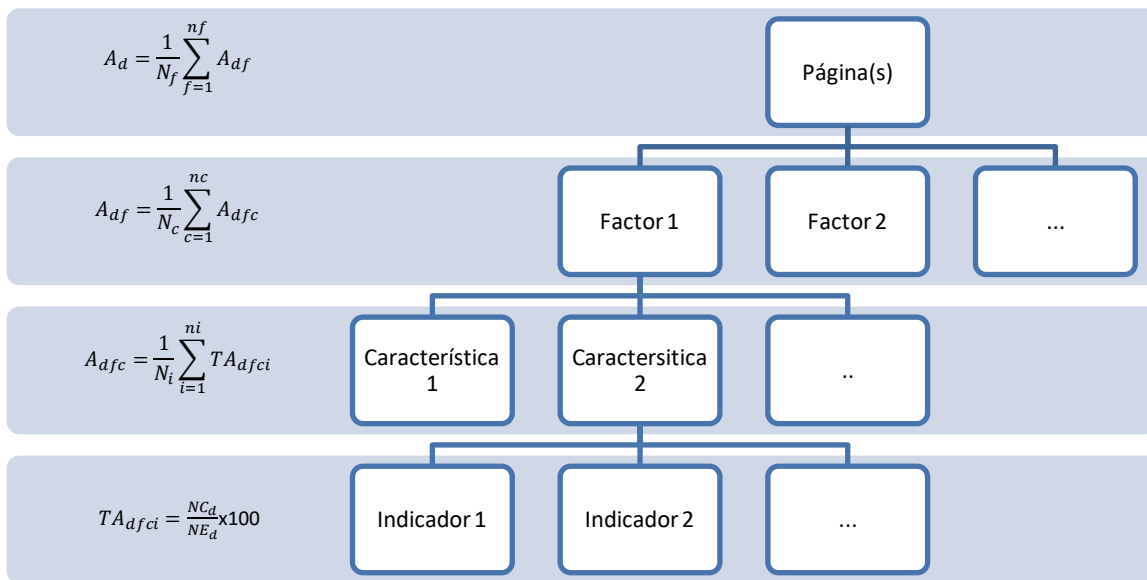 A_d = \frac{1}{N_f} \sum_{f=1}^{nf} A_{df}
Página(s)
A_{df} = \frac{1}{N_c} \sum_{c=1}^{nc} A_{dfc}
Factor 1
Factor 2
...
A_{dfc} = \frac{1}{N_i} \sum_{i=1}^{ni} TA_{dfci}
Característica
1
Caractersitica
2
..
TA_{dfci} = \frac{NC_d}{NE_d}x100
Indicador 1
Indicador 2
...